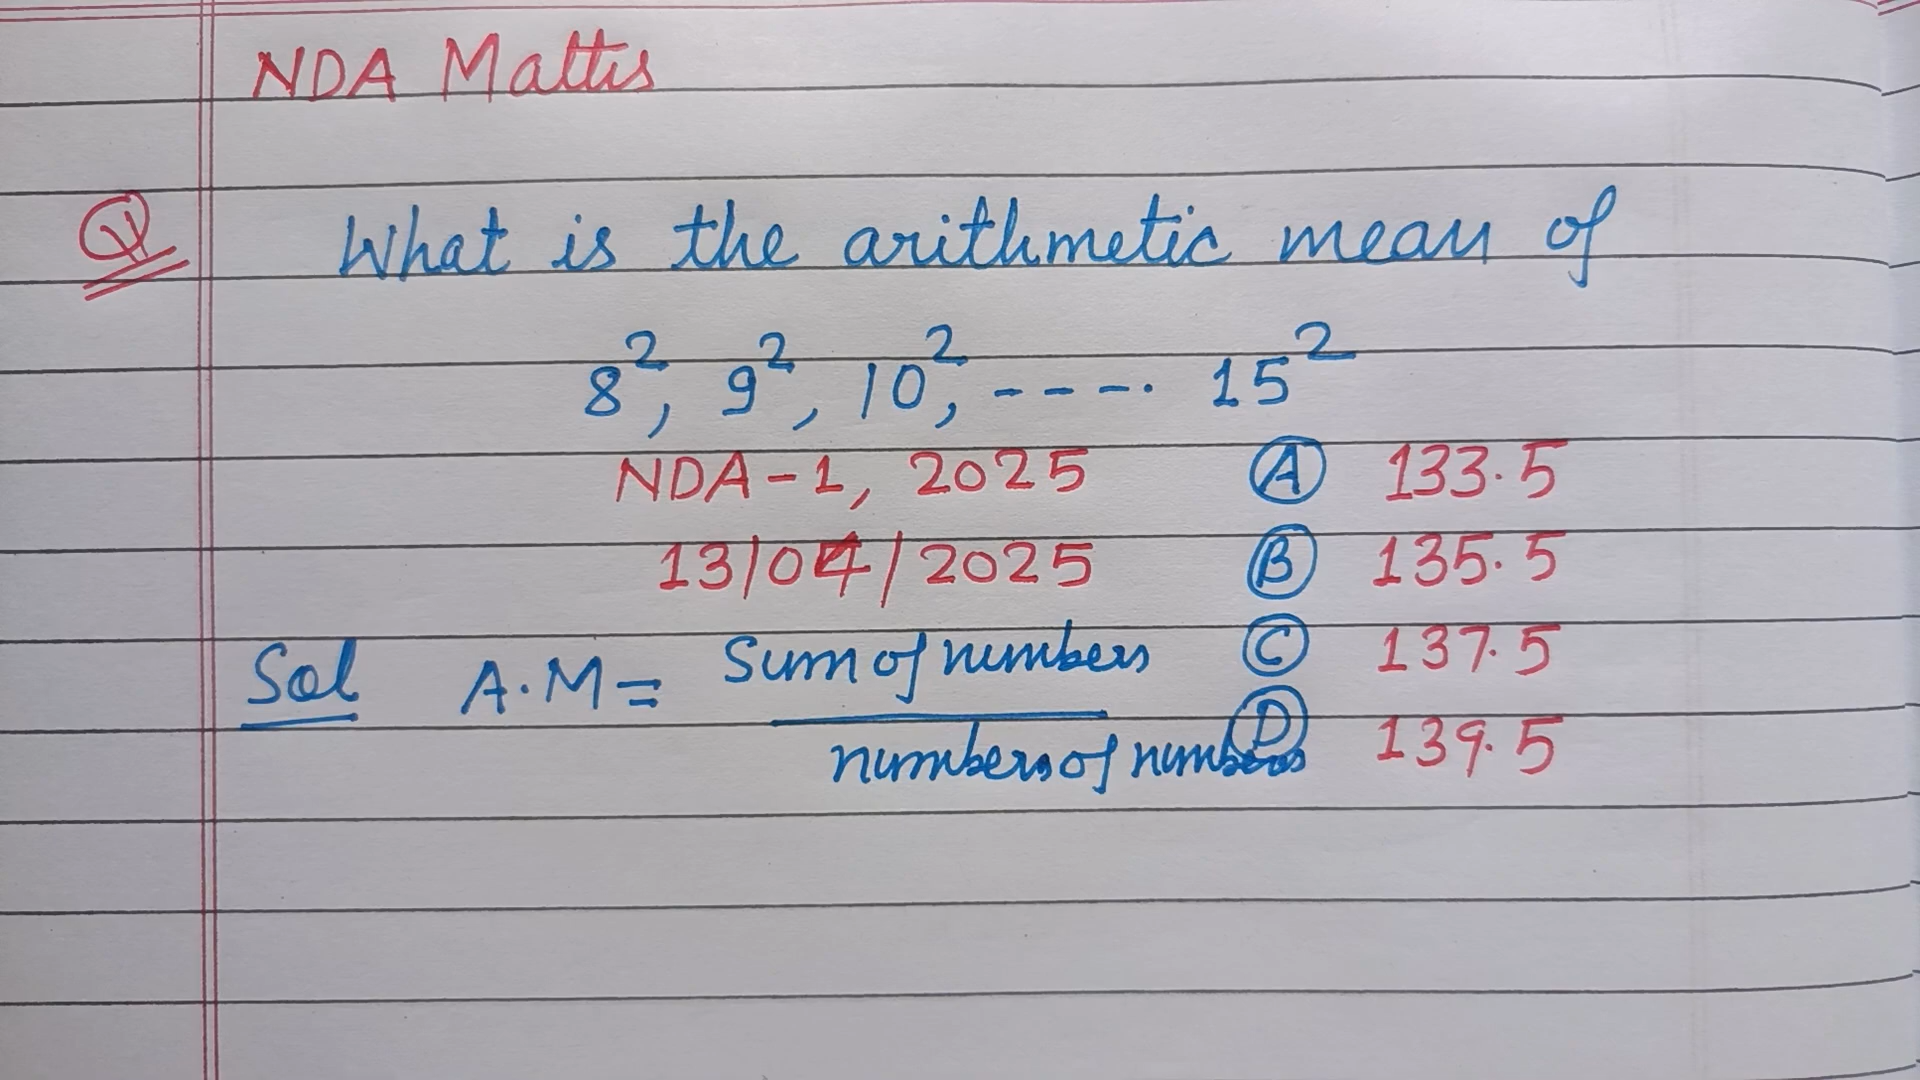 NDA Maths
Q What is the arithmetic mean of
8², 9², 10², ----. 15²
NDA-1, 2025 A 133.5
13/04/2025 B 135.5
C 137.5
Sol A.M = Sum of numbers
D 139.5
numbers of numbers